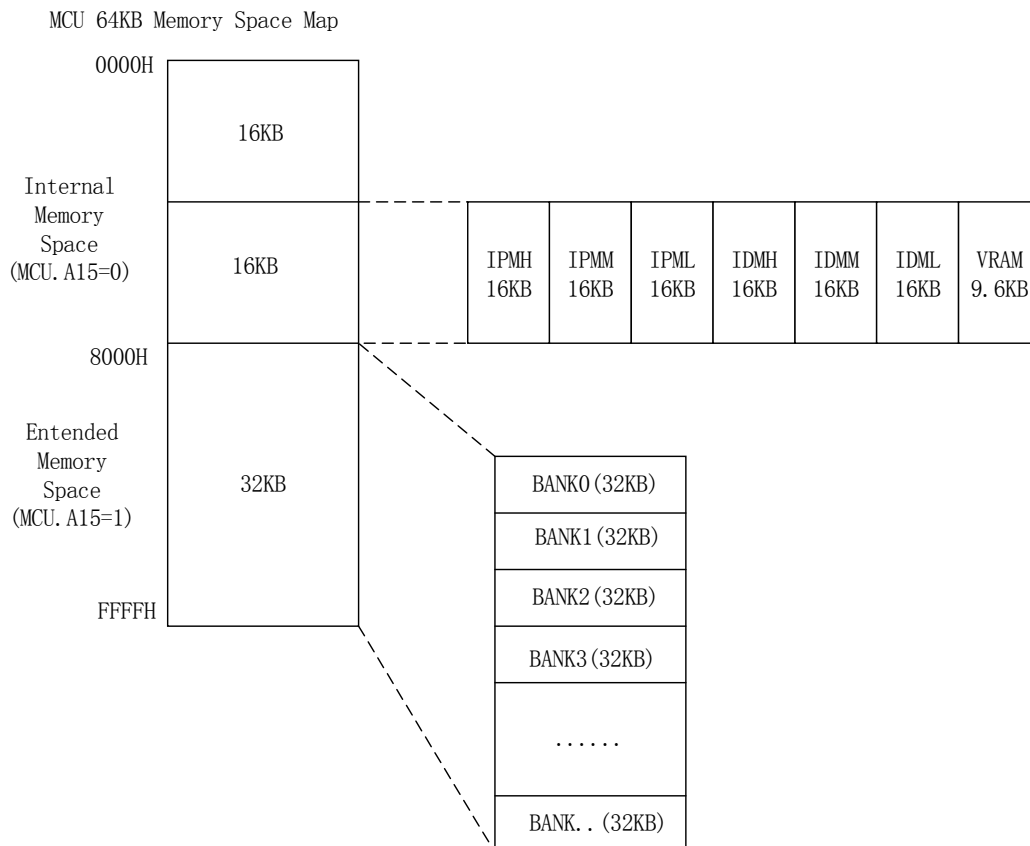 MCU 64KB Memory Space Map
0000H
16KB
Internal
Memory
Space
(MCU.A15=0)
16KB
IPMH
16KB
IPMM
16KB
IPML
16KB
IDMH
16KB
IDMM
16KB
IDML
16KB
VRAM
9.6KB
8000H
Entended
Memory
Space
(MCU.A15=1)
32KB
FFFFH
BANK0(32KB)
BANK1(32KB)
BANK2(32KB)
BANK3(32KB)
......
BANK..(32KB)